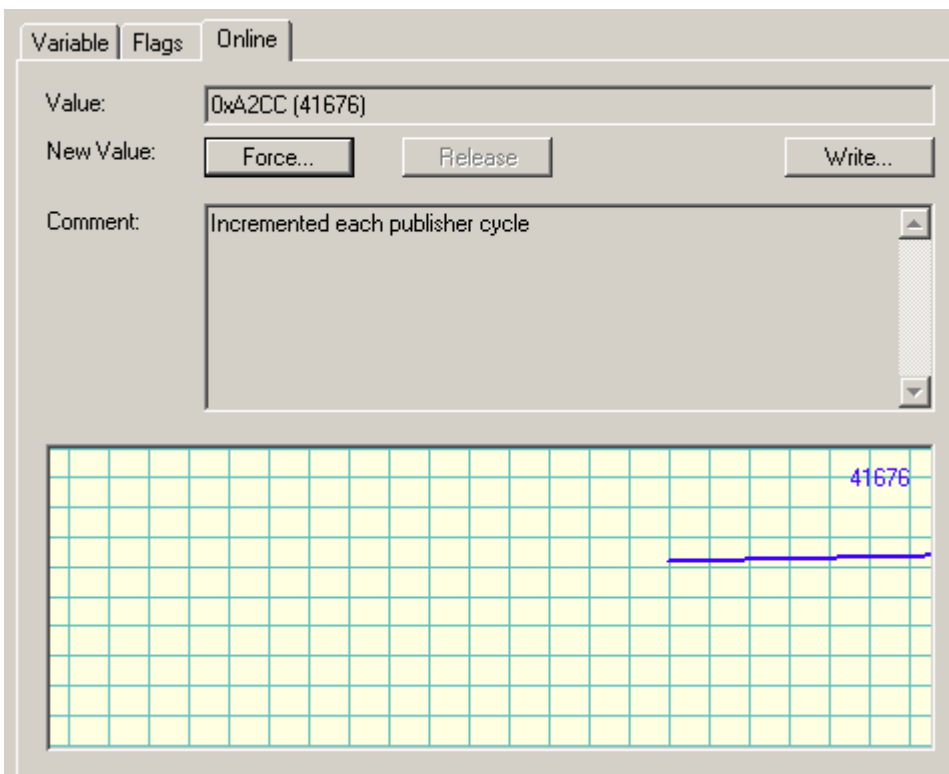 Variable Flags Online
Value: 0xA2CC (41676)
New Value: Force... Release Write...
Comment: Incremented each publisher cycle
41676